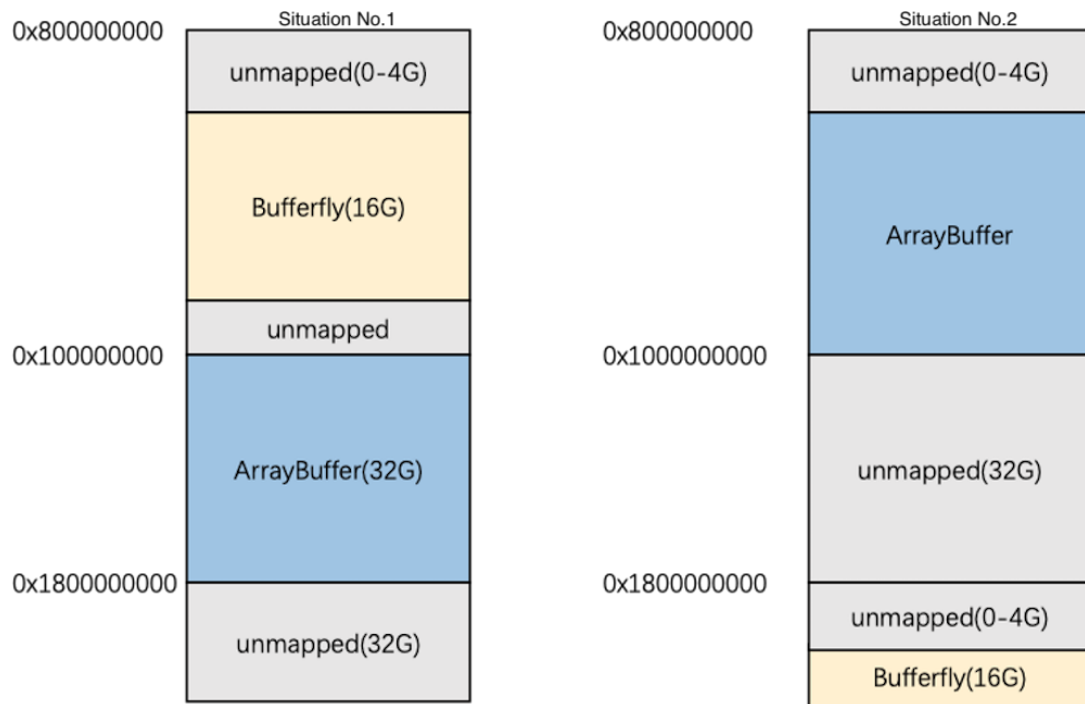 Situation No.1
0x800000000
unmapped(0-4G)
Bufferfly(16G)
unmapped
0x100000000
ArrayBuffer(32G)
0x1800000000
unmapped(32G)
Situation No.2
0x800000000
unmapped(0-4G)
ArrayBuffer
0x1000000000
unmapped(32G)
0x1800000000
unmapped(0-4G)
Bufferfly(16G)